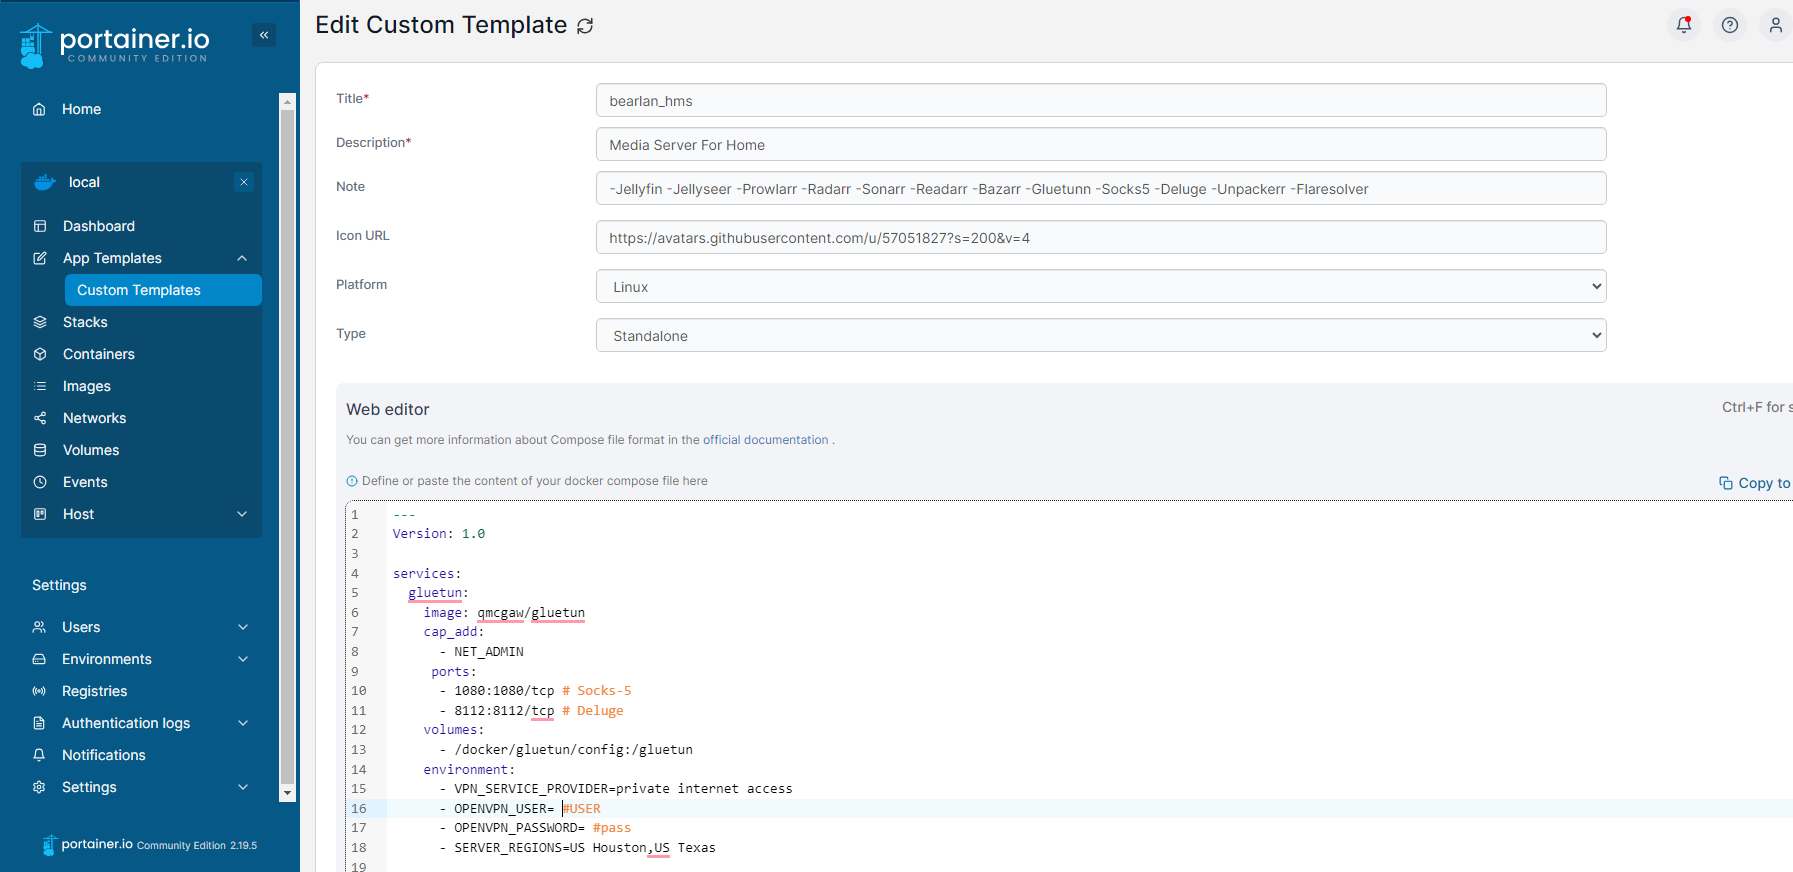 portainer.io
COMMUNITY EDITION
«
Home
local
Dashboard
App Templates
Custom Templates
Stacks
Containers
Images
Networks
Volumes
Events
Host
Settings
Users
Environments
Registries
Authentication logs
Notifications
Settings
portainer.io Community Edition 2.19.5
Edit Custom Template
Title*
bearlan_hms
Description*
Media Server For Home
Note
-Jellyfin -Jellyseer -Prowlarr -Radarr -Sonarr -Readarr -Bazarr -Gluetunn -Socks5 -Deluge -Unpackerr -Flaresolver
Icon URL
https://avatars.githubusercontent.com/u/57051827?s=200&v=4
Platform
Linux
Type
Standalone
Web editor
Ctrl+F for s
You can get more information about Compose file format in the official documentation .
Define or paste the content of your docker compose file here
Copy to
1 ---
2 Version: 1.0
3
4 services:
5   gluetun:
6     image: qmcgaw/gluetun
7     cap_add:
8       - NET_ADMIN
9      ports:
10       - 1080:1080/tcp # Socks-5
11       - 8112:8112/tcp # Deluge
12     volumes:
13       - /docker/gluetun/config:/gluetun
14     environment:
15       - VPN_SERVICE_PROVIDER=private internet access
16       - OPENVPN_USER= #USER
17       - OPENVPN_PASSWORD= #pass
18       - SERVER_REGIONS=US Houston,US Texas
19